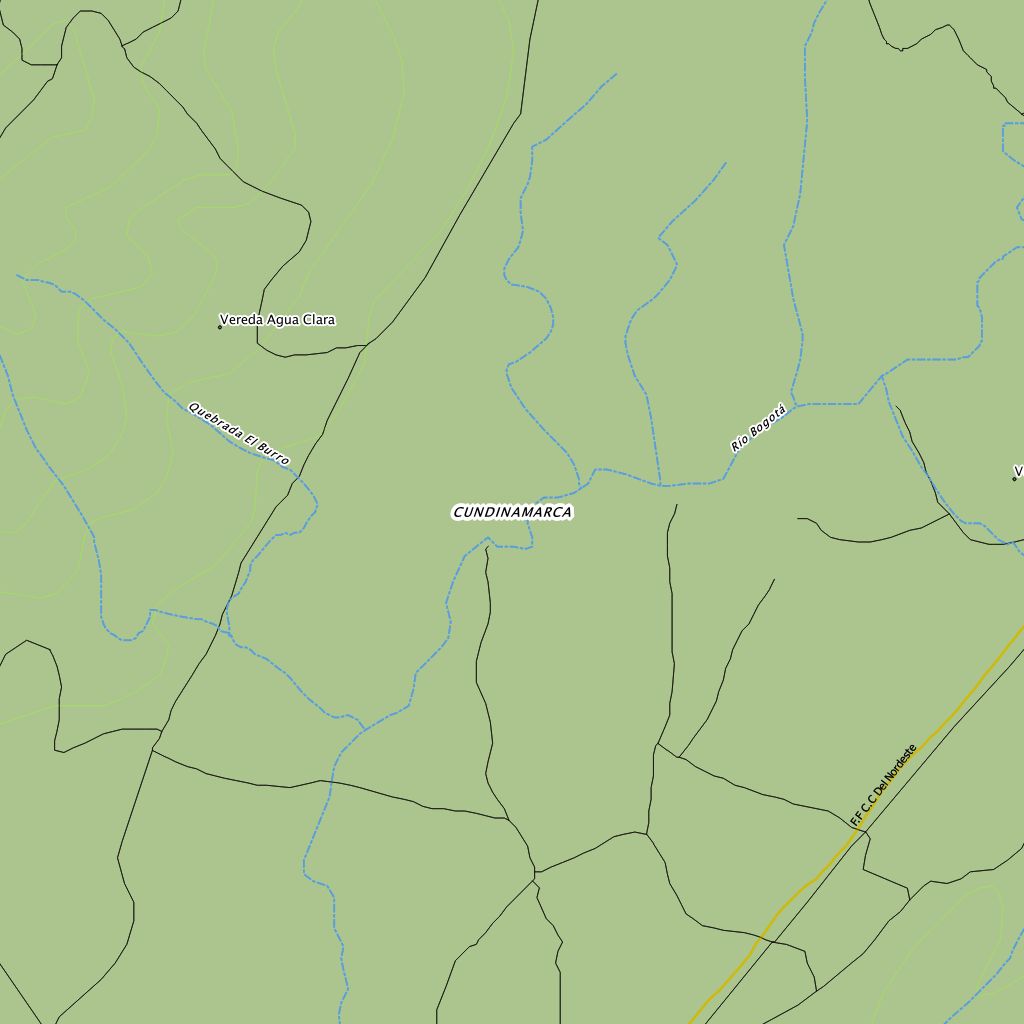 Vereda Agua Clara
Quebrada El Burro
Río Bogotá
V
CUNDINAMARCA
F.F C.C Del Nordeste